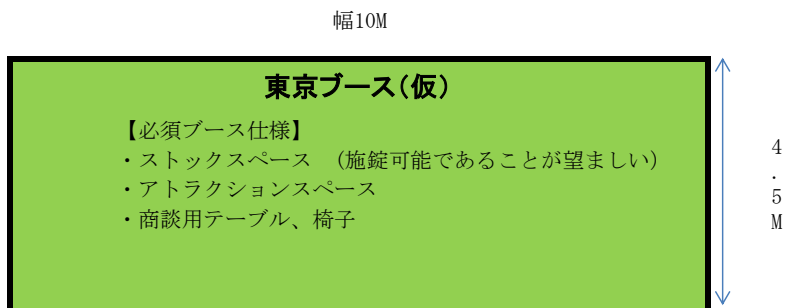 幅10M
東京ブース（仮）
【必須ブース仕様】
・ストックスペース　（施錠可能であることが望ましい）
・アトラクションスペース
・商談用テーブル、椅子
4.5M